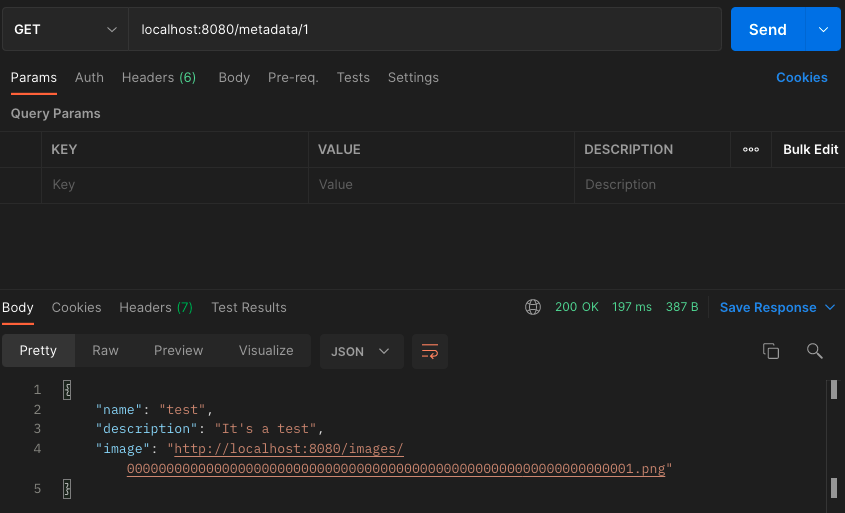 GET localhost:8080/metadata/1 Send
Params Auth Headers (6) Body Pre-req. Tests Settings Cookies
Query Params
KEY VALUE DESCRIPTION ooo Bulk Edit
Key Value Description
Body Cookies Headers (7) Test Results 200 OK 197 ms 387 B Save Response
Pretty Raw Preview Visualize JSON
1 {
2 "name": "test",
3 "description": "It's a test",
4 "image": "http://localhost:8080/images/
0000000000000000000000000000000000000000000000000000000000000001.png"
5 }